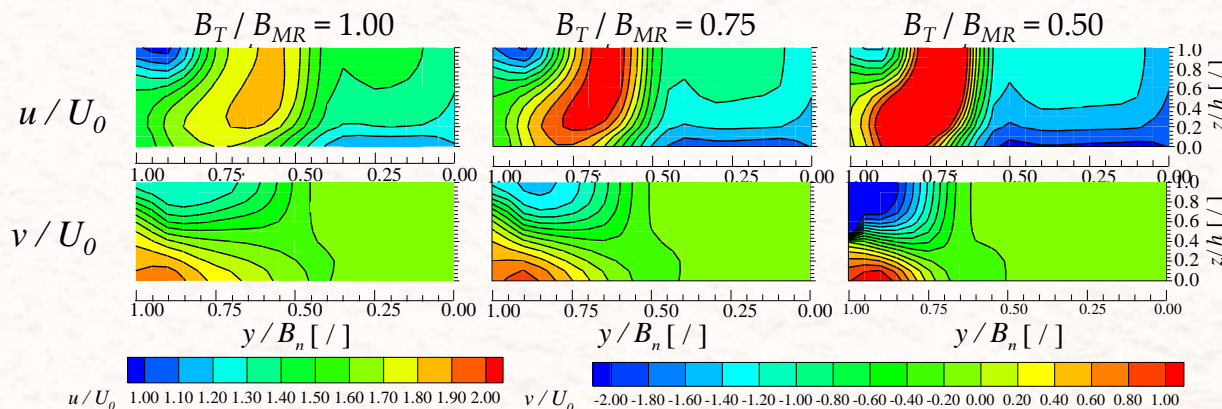 B_T / B_MR = 1.00 B_T / B_MR = 0.75 B_T / B_MR = 0.50
u / U_0
1.0
0.8
0.6
0.4
0.2
0.0
z/h [ / ]
1.00 0.75 0.50 0.25 0.00 1.00 0.75 0.50 0.25 0.00 1.00 0.75 0.50 0.25 0.00
v / U_0
1.0
0.8
0.6
0.4
0.2
0.0
z/h [ / ]
1.00 0.75 0.50 0.25 0.00 1.00 0.75 0.50 0.25 0.00 1.00 0.75 0.50 0.25 0.00
y / B_n [ / ] y / B_n [ / ] y / B_n [ / ]
u / U_0 1.00 1.10 1.20 1.30 1.40 1.50 1.60 1.70 1.80 1.90 2.00 v / U_0 -2.00 -1.80 -1.60 -1.40 -1.20 -1.00 -0.80 -0.60 -0.40 -0.20 0.00 0.20 0.40 0.60 0.80 1.00